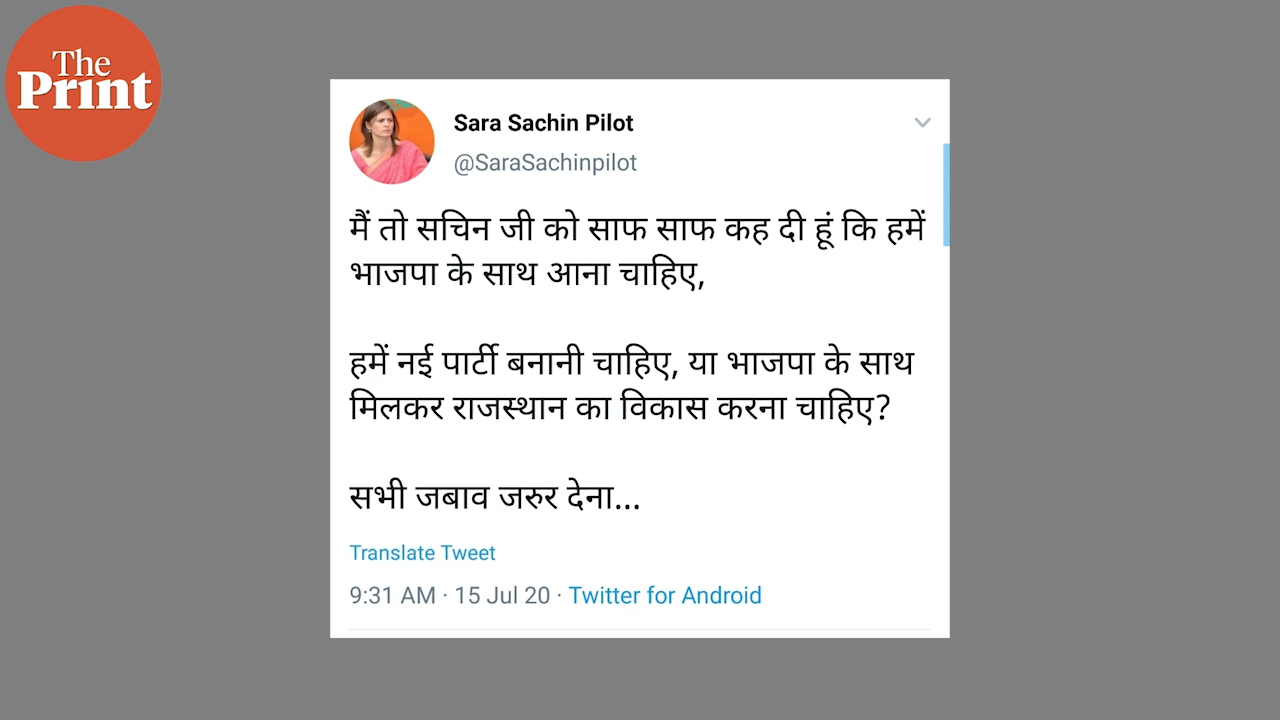 The
Print
Sara Sachin Pilot
@SaraSachinpilot
मैं तो सचिन जी को साफ साफ कह दी हूं कि हमें
भाजपा के साथ आना चाहिए,
हमें नई पार्टी बनानी चाहिए, या भाजपा के साथ
मिलकर राजस्थान का विकास करना चाहिए?
सभी जबाव जरुर देना...
Translate Tweet
9:31 AM · 15 Jul 20 · Twitter for Android